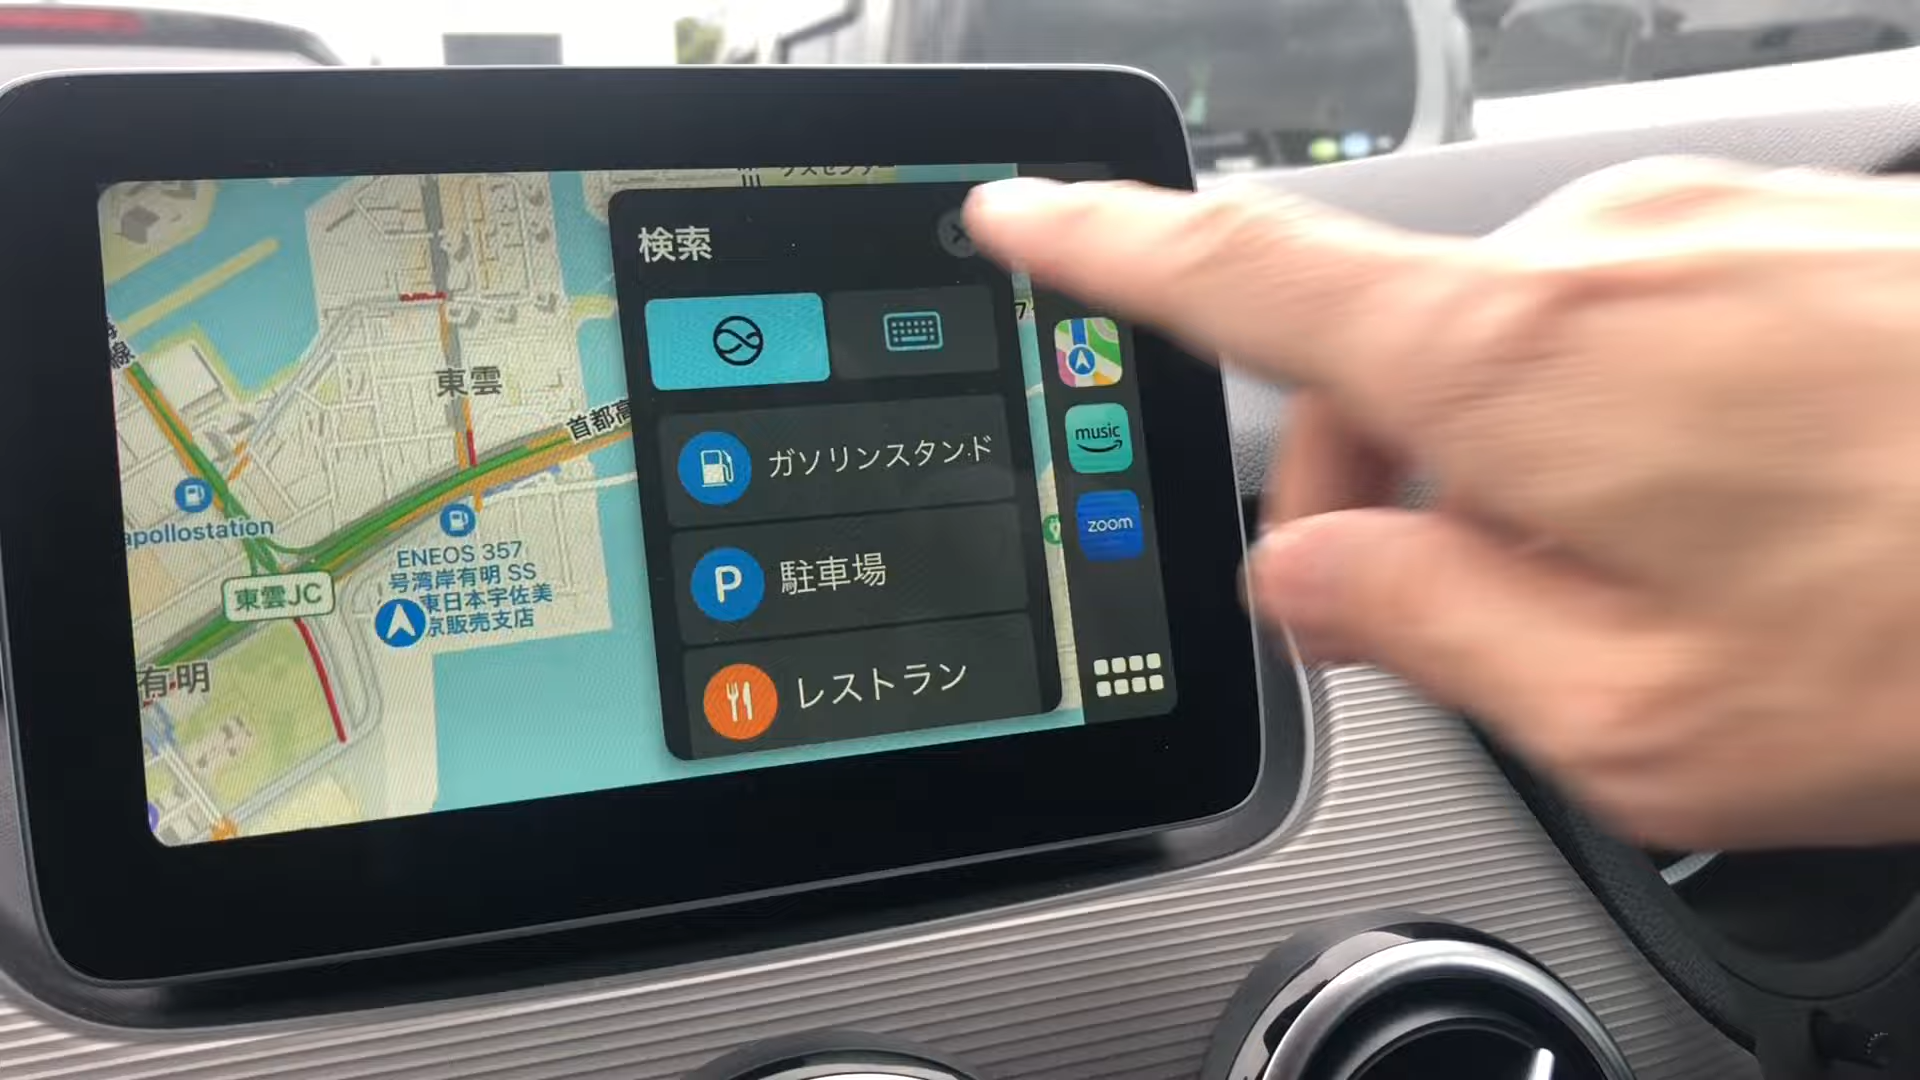 検索
ガソリンスタンド
駐車場
レストラン
東雲
首都高
apollostation
ENEOS 357
号湾岸有明 SS
東日本宇佐美
京販売支店
東雲JC
有明
music
zoom
P